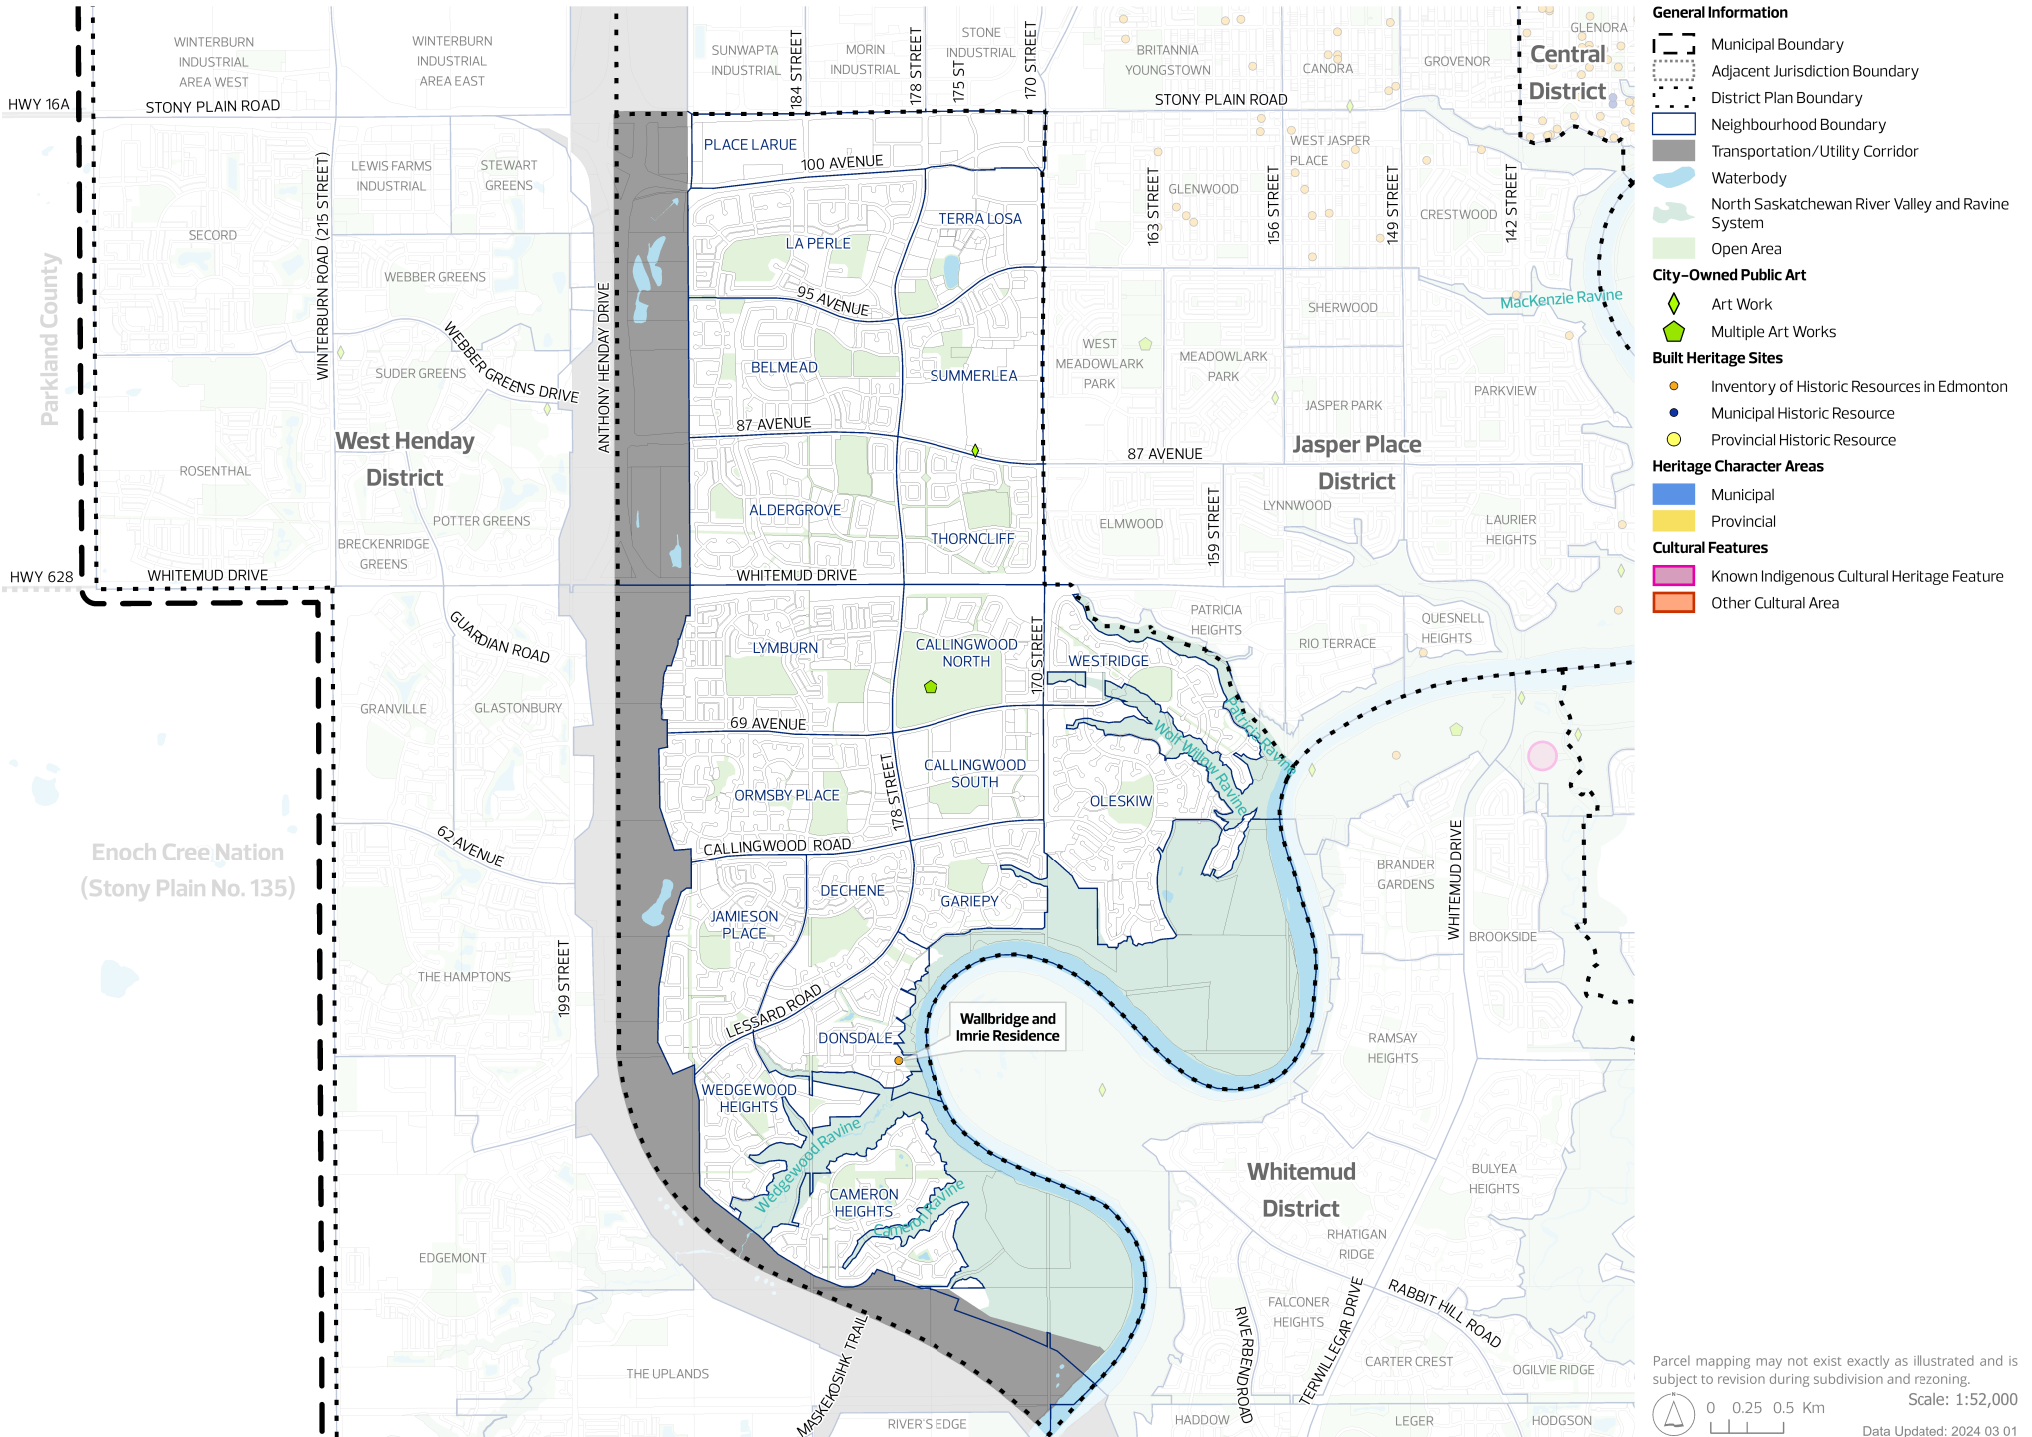 WINTERBURN
INDUSTRIAL
AREA WEST
WINTERBURN
INDUSTRIAL
AREA EAST
SUNWAPTA
INDUSTRIAL
184 STREET
MORIN
INDUSTRIAL
178 STREET
STONE
INDUSTRIAL
175 ST
170 STREET
BRITANNIA
YOUNGSTOWN
CANORA
GROVENOR
GLENORA
Central
District
HWY 16A
STONY PLAIN ROAD
STONY PLAIN ROAD
PLACE LARUE
100 AVENUE
LEWIS FARMS
INDUSTRIAL
STEWART
GREENS
WEST JASPER
PLACE
GLENWOOD
163 STREET
156 STREET
149 STREET
142 STREET
CRESTWOOD
SECORD
WINTERBURN ROAD (215 STREET)
WEBBER GREENS
LA PERLE
TERRA LOSA
95 AVENUE
MacKenzie Ravine
SHERWOOD
Parkland County
ANTHONY HENDAY DRIVE
WEBBER GREENS DRIVE
SUDER GREENS
BELMEAD
SUMMERLEA
WEST
MEADOWLARK
PARK
MEADOWLARK
PARK
JASPER PARK
PARKVIEW
West Henday
District
87 AVENUE
87 AVENUE
Jasper Place
District
ROSENTHAL
POTTER GREENS
BRECKENRIDGE
GREENS
ALDERGROVE
THORNCLIFF
ELMWOOD
159 STREET
LYNNWOOD
LAURIER
HEIGHTS
HWY 628
WHITEMUD DRIVE
WHITEMUD DRIVE
GUARDIAN ROAD
LYMBURN
CALLINGWOOD
NORTH
170 STREET
WESTRIDGE
PATRICIA
HEIGHTS
RIO TERRACE
QUESNELL
HEIGHTS
GRANVILLE
GLASTONBURY
69 AVENUE
Wolf Willow Ravine
Patricia Ravine
178 STREET
CALLINGWOOD
SOUTH
ORMSBY PLACE
OLESKIW
62 AVENUE
CALLINGWOOD ROAD
Enoch Cree Nation
(Stony Plain No. 135)
DECHENE
GARIEPY
JAMIESON
PLACE
BRANDER
GARDENS
WHITEMUD DRIVE
BROOKSIDE
THE HAMPTONS
199 STREET
LESSARD ROAD
DONSDALE
Wallbridge and
Imrie Residence
RAMSAY
HEIGHTS
WEDGEWOOD
HEIGHTS
Wedgewood Ravine
CAMERON
HEIGHTS
Cameron Ravine
Whitemud
District
BULYEA
HEIGHTS
RHATIGAN
RIDGE
EDGEMONT
FALCONER
HEIGHTS
RIVERBEND ROAD
TERWILLEGAR DRIVE
RABBIT HILL ROAD
CARTER CREST
OGILVIE RIDGE
THE UPLANDS
MASKEKOSIHK TRAIL
RIVER'S EDGE
HADDOW
LEGER
HODGSON
General Information
Municipal Boundary
Adjacent Jurisdiction Boundary
District Plan Boundary
Neighbourhood Boundary
Transportation/Utility Corridor
Waterbody
North Saskatchewan River Valley and Ravine
System
Open Area
City-Owned Public Art
Art Work
Multiple Art Works
Built Heritage Sites
Inventory of Historic Resources in Edmonton
Municipal Historic Resource
Provincial Historic Resource
Heritage Character Areas
Municipal
Provincial
Cultural Features
Known Indigenous Cultural Heritage Feature
Other Cultural Area
Parcel mapping may not exist exactly as illustrated and is
subject to revision during subdivision and rezoning.
Scale: 1:52,000
N
0 0.25 0.5 Km
Data Updated: 2024 03 01